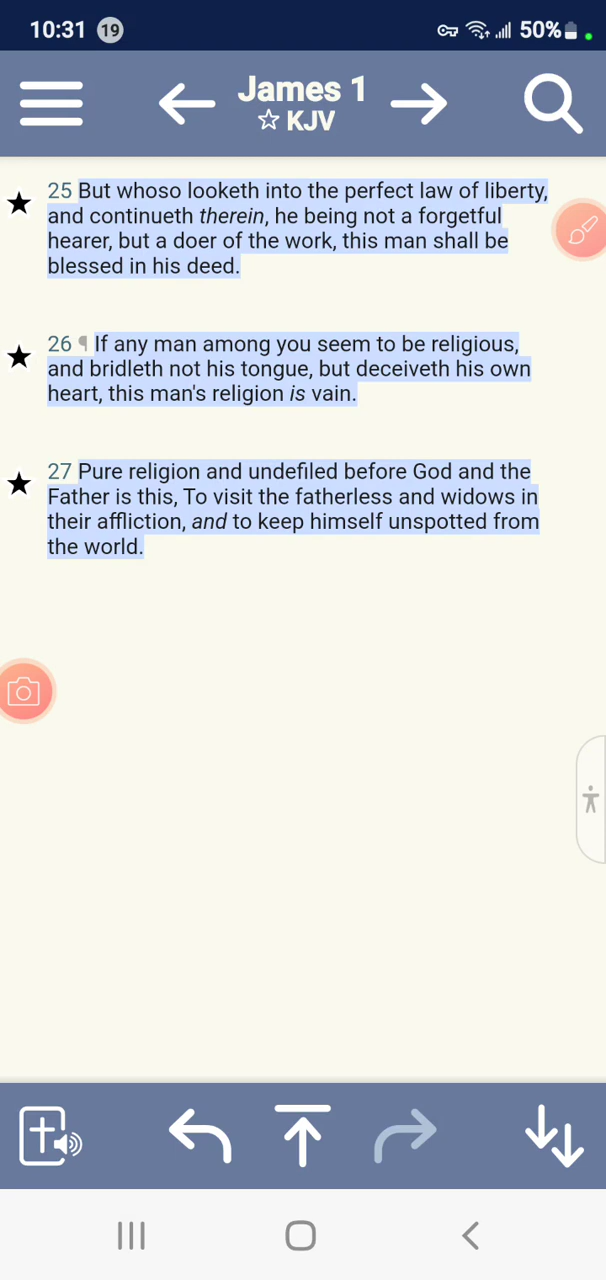 10:31 19 50%
James 1
☆ KJV
25 But whoso looketh into the perfect law of liberty,
and continueth therein, he being not a forgetful
hearer, but a doer of the work, this man shall be
blessed in his deed.
26 ¶ If any man among you seem to be religious,
and bridleth not his tongue, but deceiveth his own
heart, this man's religion is vain.
27 Pure religion and undefiled before God and the
Father is this, To visit the fatherless and widows in
their affliction, and to keep himself unspotted from
the world.